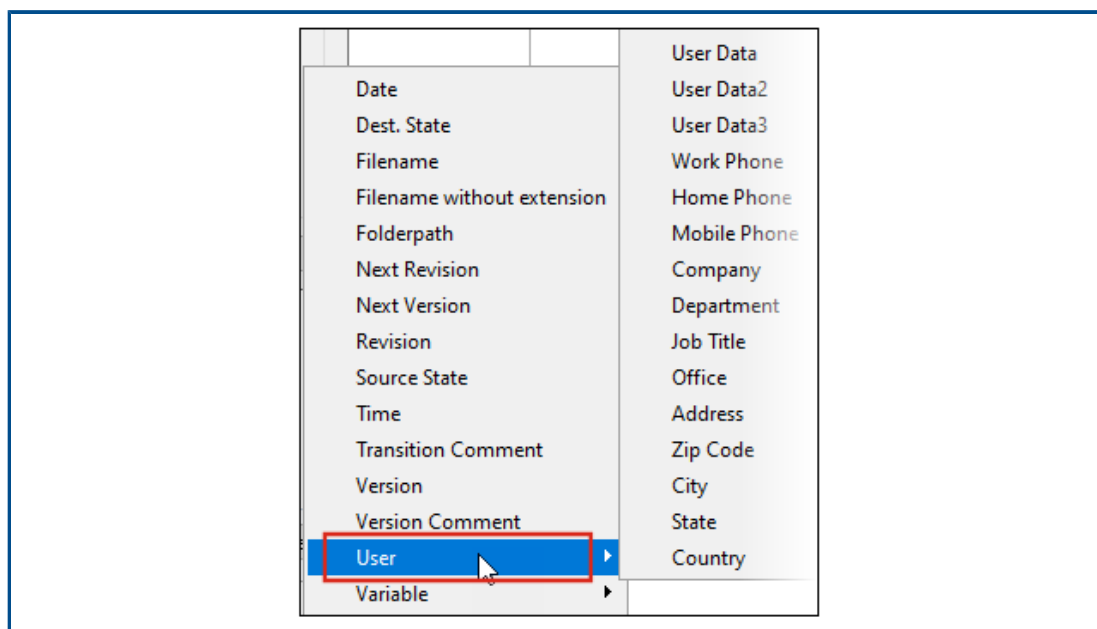 Date
Dest. State
Filename
Filename without extension
Folderpath
Next Revision
Next Version
Revision
Source State
Time
Transition Comment
Version
Version Comment
User
Variable
User Data
User Data2
User Data3
Work Phone
Home Phone
Mobile Phone
Company
Department
Job Title
Office
Address
Zip Code
City
State
Country